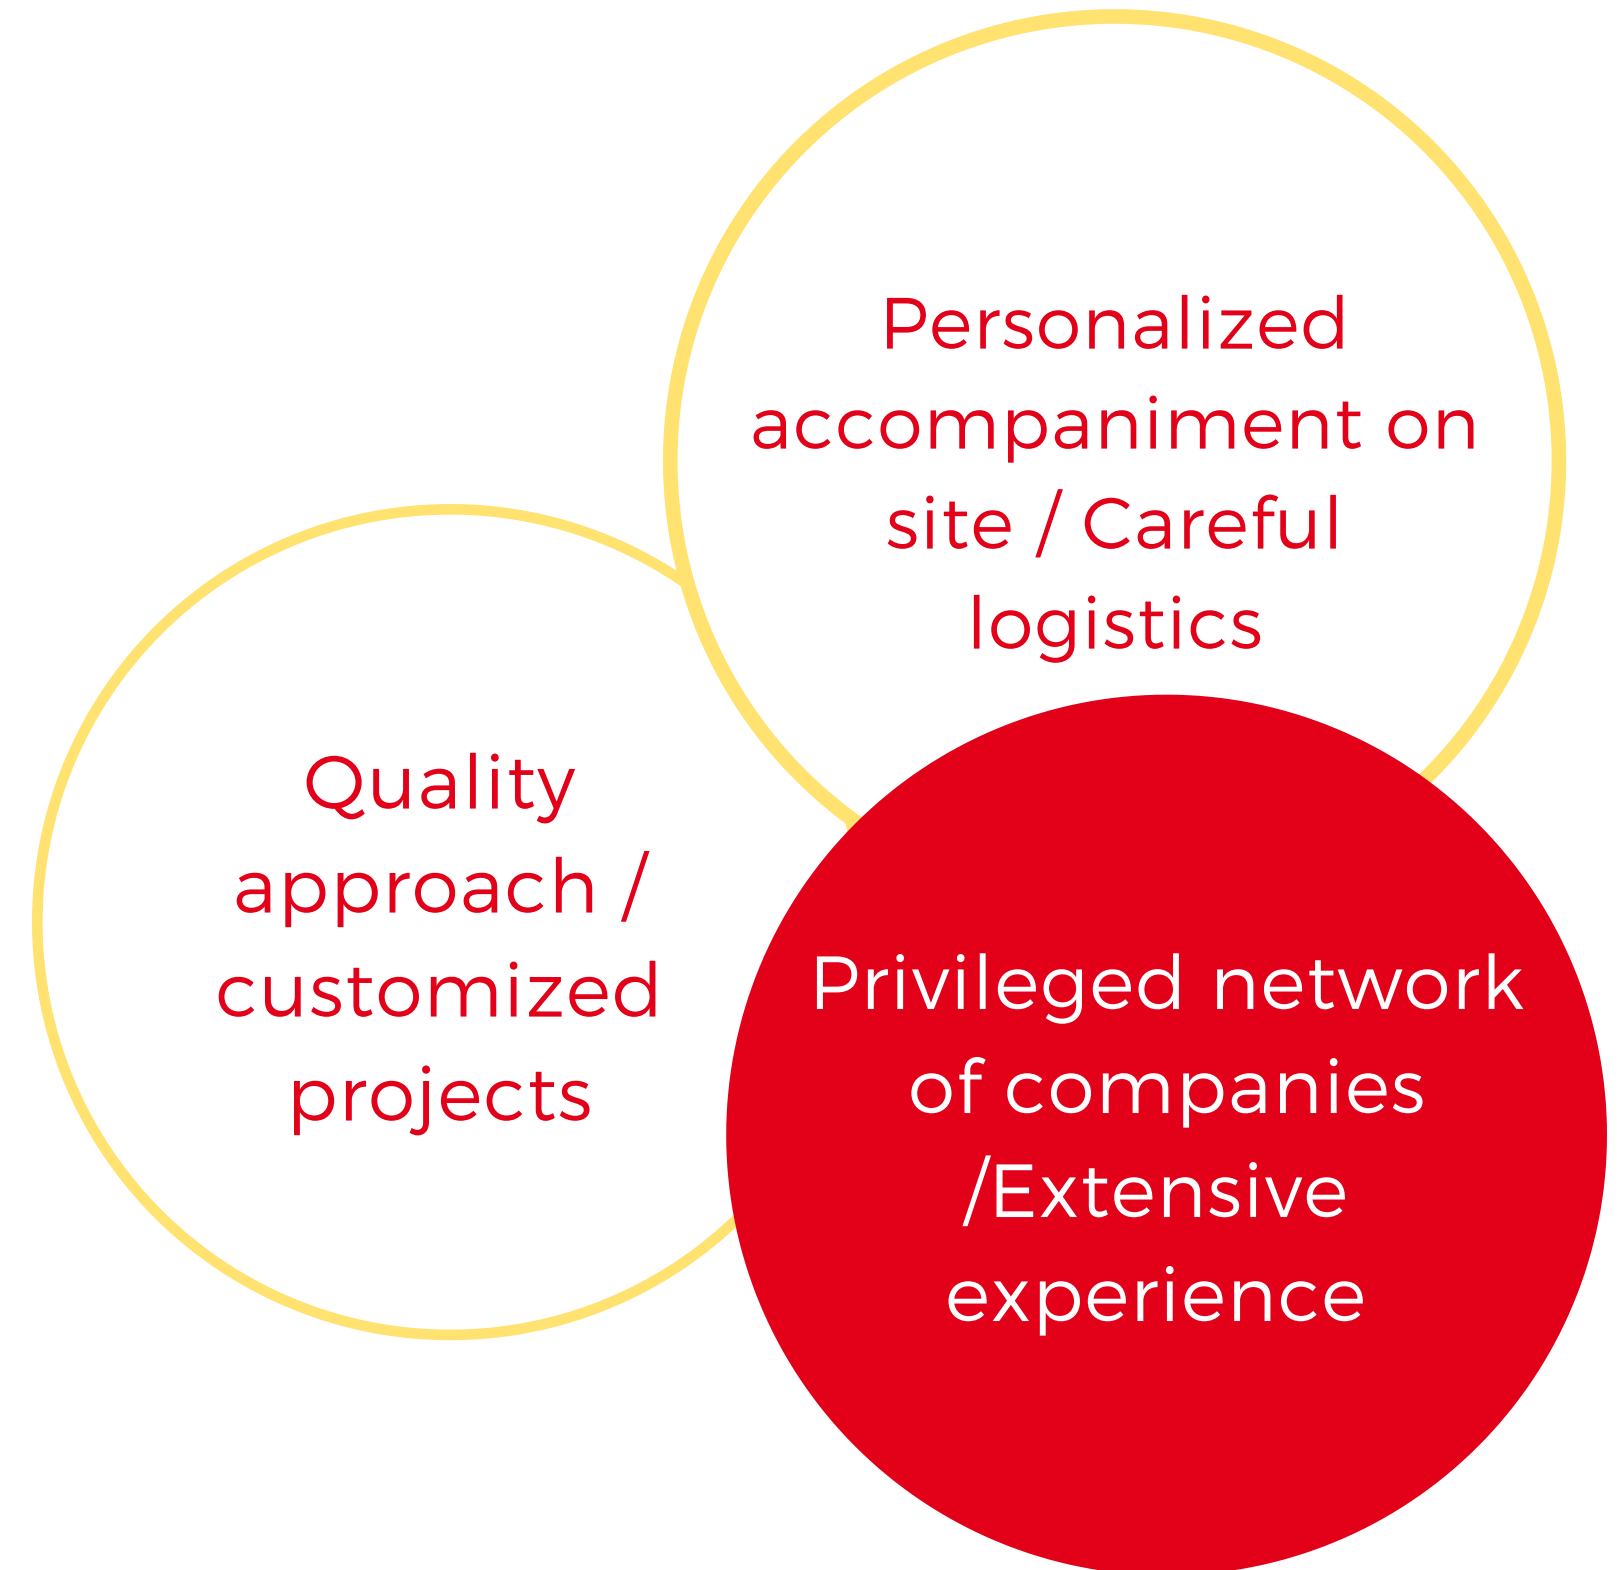 Personalized
accompaniment on
site / Careful
logistics
Quality
approach /
customized
projects
Privileged network
of companies
/Extensive
experience